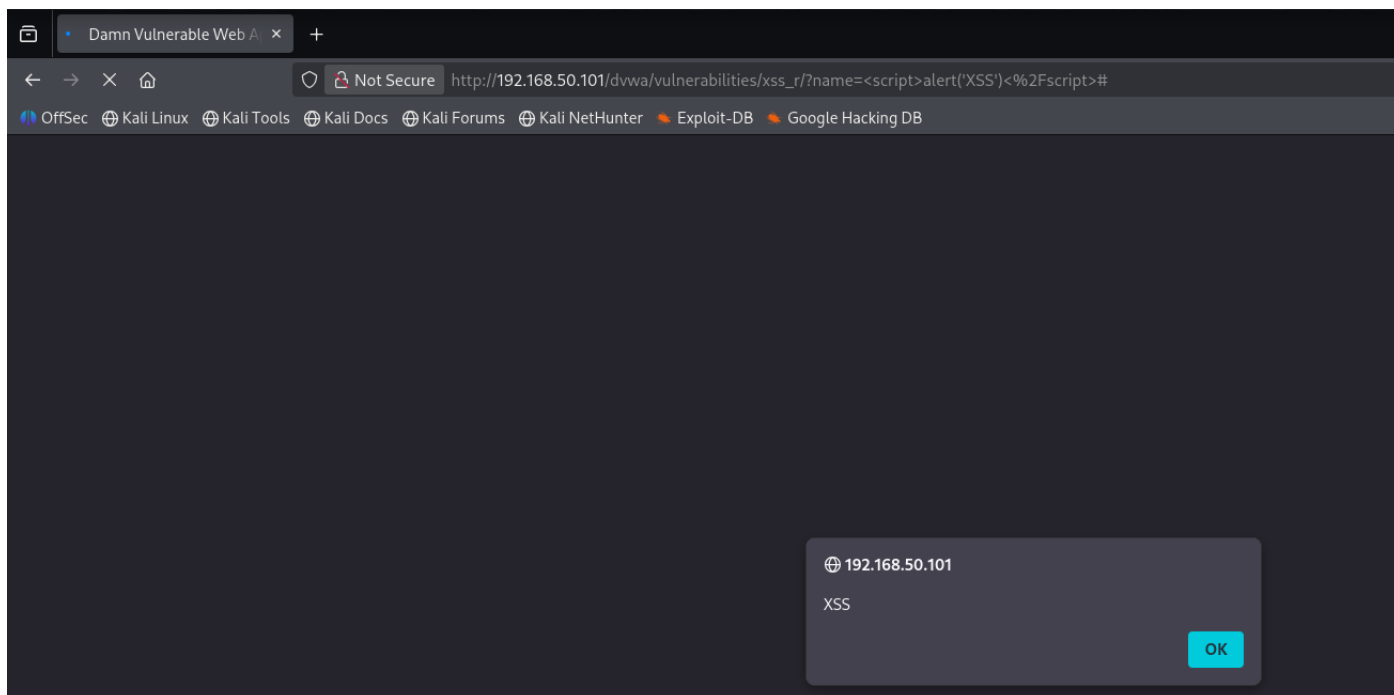 Damn Vulnerable Web A
Not Secure http://192.168.50.101/dvwa/vulnerabilities/xss_r/?name=<script>alert('XSS')<%2Fscript>#
OffSec Kali Linux Kali Tools Kali Docs Kali Forums Kali NetHunter Exploit-DB Google Hacking DB
192.168.50.101
XSS
OK